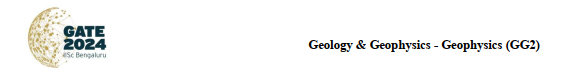 GATE
2024
IISc Bengaluru
Geology & Geophysics - Geophysics (GG2)